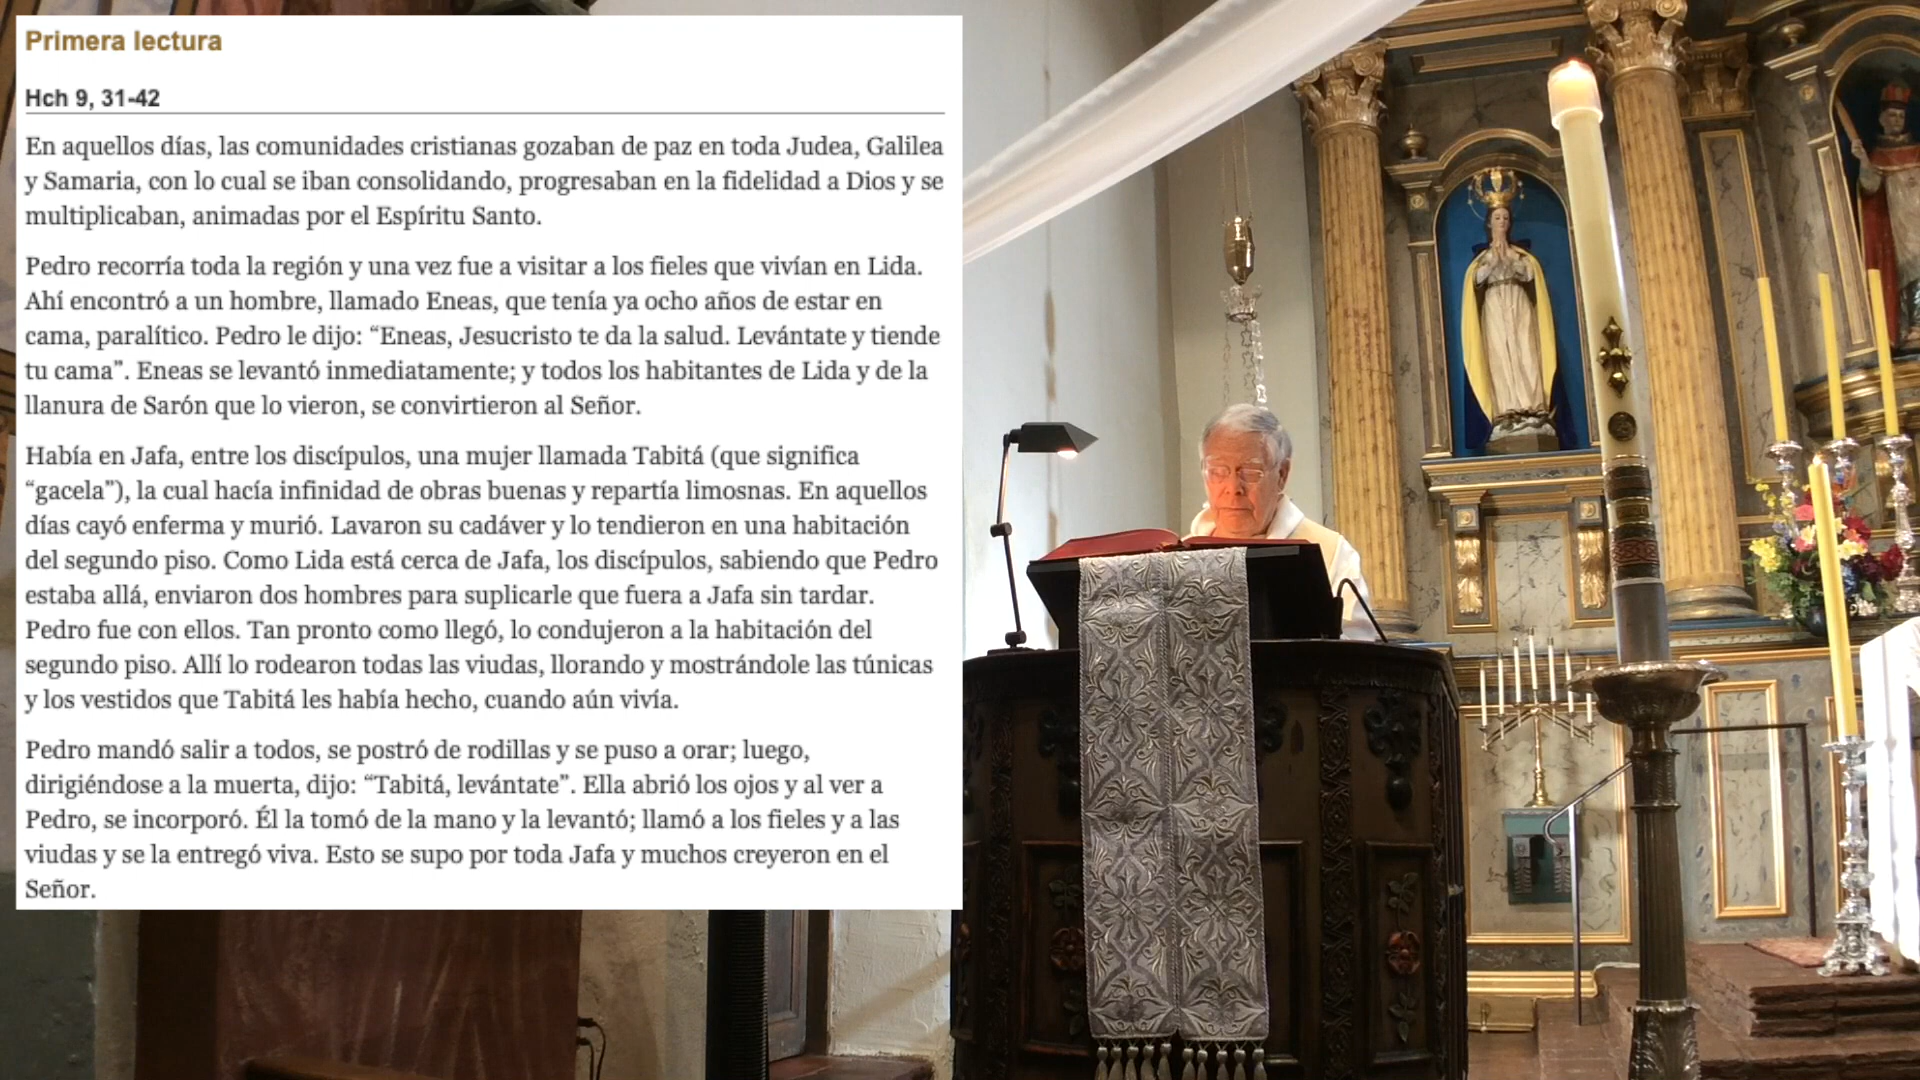 Primera lectura
Hch 9, 31-42
En aquellos días, las comunidades cristianas gozaban de paz en toda Judea, Galilea
y Samaria, con lo cual se iban consolidando, progresaban en la fidelidad a Dios y se
multiplicaban, animadas por el Espíritu Santo.
Pedro recorría toda la región y una vez fue a visitar a los fieles que vivían en Lida.
Ahí encontró a un hombre, llamado Eneas, que tenía ya ocho años de estar en
cama, paralítico. Pedro le dijo: “Eneas, Jesucristo te da la salud. Levántate y tiende
tu cama”. Eneas se levantó inmediatamente; y todos los habitantes de Lida y de la
llanura de Sarón que lo vieron, se convirtieron al Señor.
Había en Jafa, entre los discípulos, una mujer llamada Tabitá (que significa
“gacela”), la cual hacía infinidad de obras buenas y repartía limosnas. En aquellos
días cayó enferma y murió. Lavaron su cadáver y lo tendieron en una habitación
del segundo piso. Como Lida está cerca de Jafa, los discípulos, sabiendo que Pedro
estaba allá, enviaron dos hombres para suplicarle que fuera a Jafa sin tardar.
Pedro fue con ellos. Tan pronto como llegó, lo condujeron a la habitación del
segundo piso. Allí lo rodearon todas las viudas, llorando y mostrándole las túnicas
y los vestidos que Tabitá les había hecho, cuando aún vivía.
Pedro mandó salir a todos, se postró de rodillas y se puso a orar; luego,
dirigiéndose a la muerta, dijo: “Tabitá, levántate”. Ella abrió los ojos y al ver a
Pedro, se incorporó. Él la tomó de la mano y la levantó; llamó a los fieles y a las
viudas y se la entregó viva. Esto se supo por toda Jafa y muchos creyeron en el
Señor.